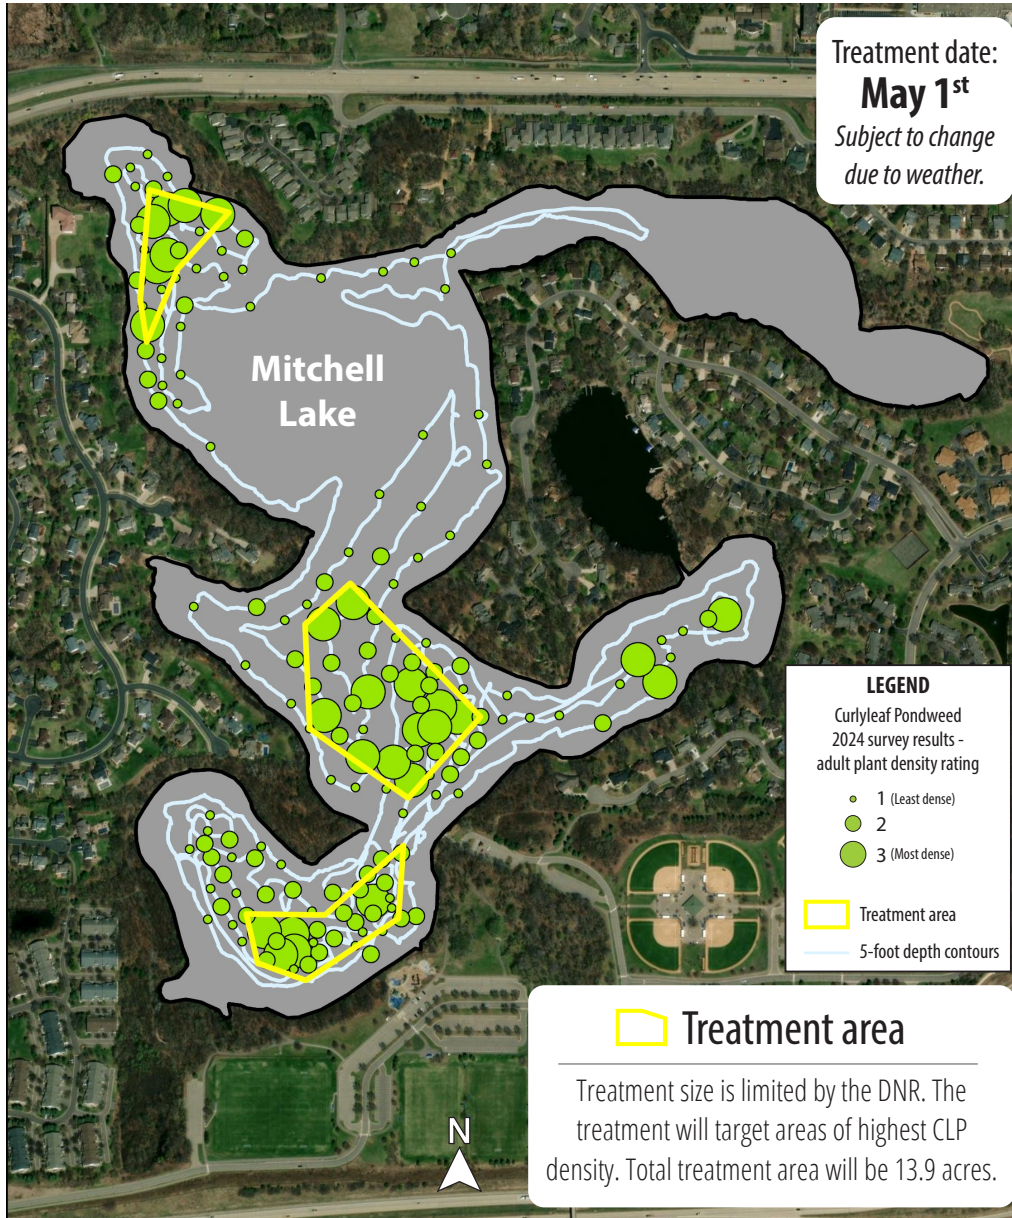 Treatment date:
May 1st
Subject to change
due to weather.
Mitchell
Lake
LEGEND
Curlyleaf Pondweed
2024 survey results -
adult plant density rating
1 (Least dense)
2
3 (Most dense)
Treatment area
5-foot depth contours
Treatment area
Treatment size is limited by the DNR. The
treatment will target areas of highest CLP
density. Total treatment area will be 13.9 acres.
N